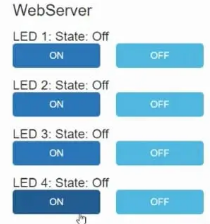 WebServer
LED 1: State: Off
ON OFF
LED 2: State: Off
ON OFF
LED 3: State: Off
ON OFF
LED 4: State: Off
ON OFF